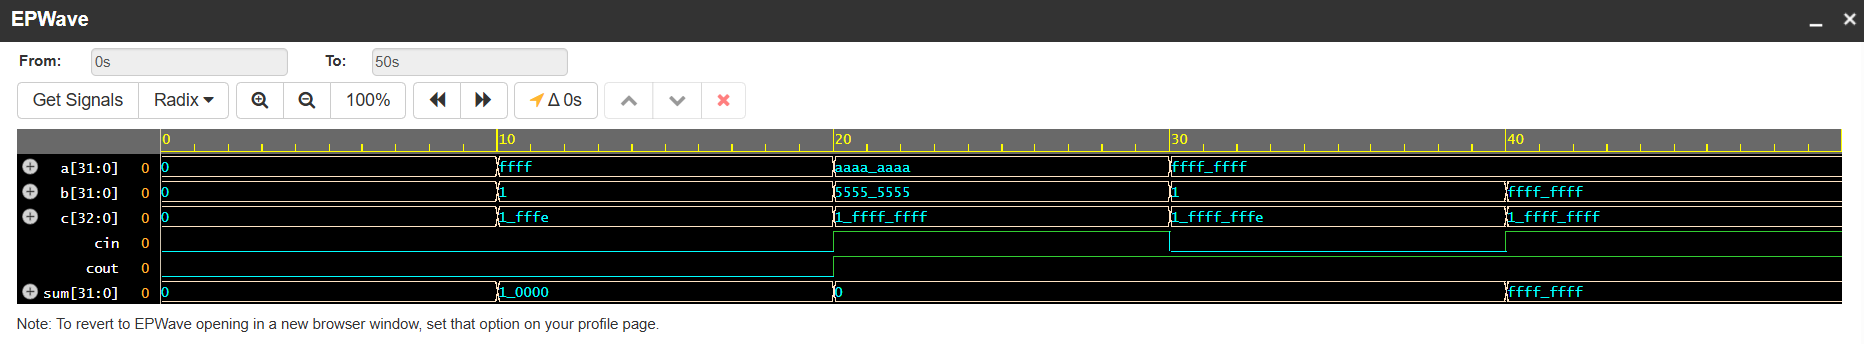 EPWave
From: 0s To: 50s
Get Signals Radix 100% Δ 0s
0 10 20 30 40
a[31:0] 0 0 ffff aaaa_aaaa ffff_ffff
b[31:0] 0 0 1 5555_5555 1 ffff_ffff
c[32:0] 0 0 1_fffe 1_ffff_ffff 1_ffff_fffe 1_ffff_ffff
cin 0
cout 0
sum[31:0] 0 0 1_0000 0 ffff_ffff
Note: To revert to EPWave opening in a new browser window, set that option on your profile page.